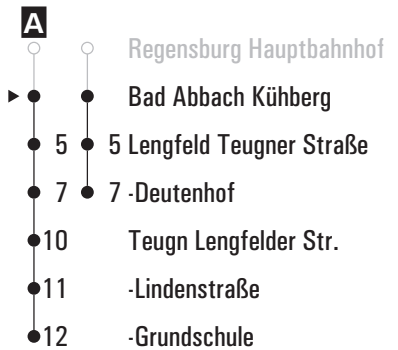 A
Regensburg Hauptbahnhof
Bad Abbach Kühberg
5 5 Lengfeld Teugner Straße
7 7 -Deutenhof
10 Teugn Lengfelder Str.
11 -Lindenstraße
12 -Grundschule